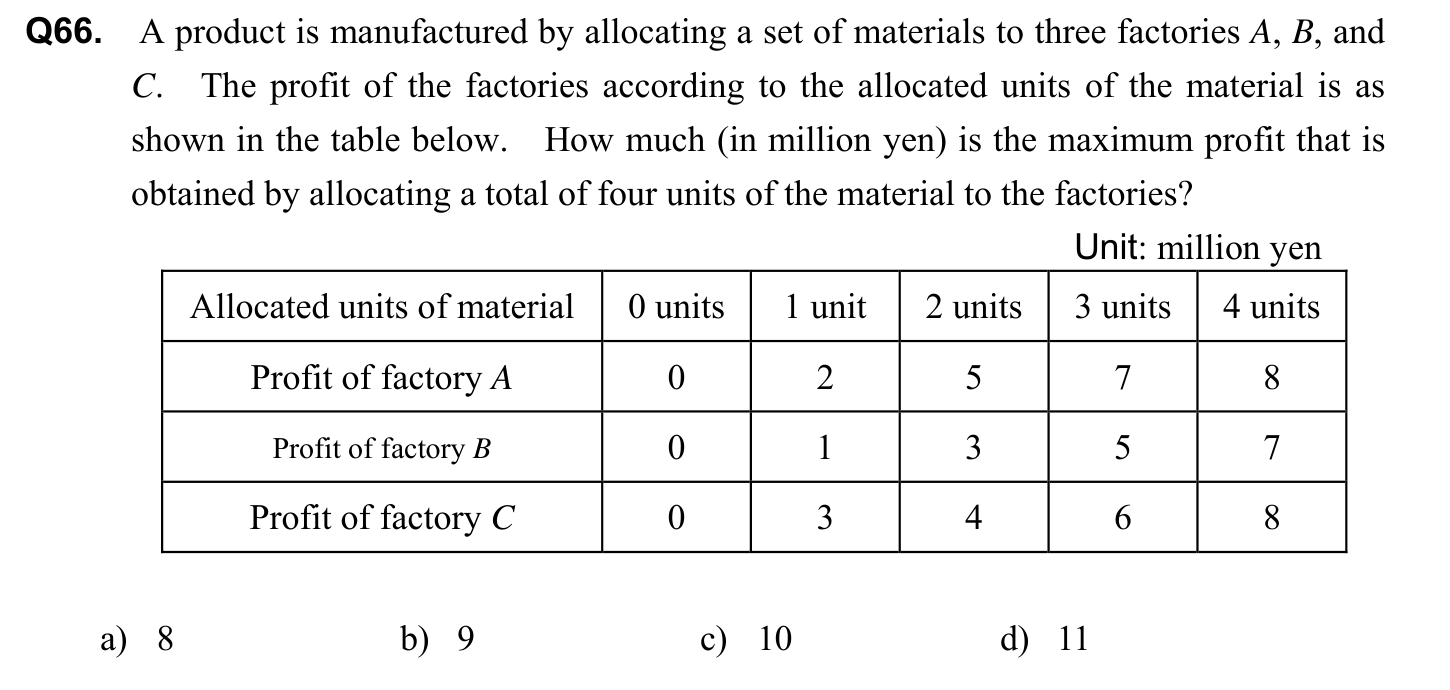 Q66. A product is manufactured by allocating a set of materials to three factories A, B, and
C. The profit of the factories according to the allocated units of the material is as
shown in the table below. How much (in million yen) is the maximum profit that is
obtained by allocating a total of four units of the material to the factories?
Unit: million yen
Allocated units of material 0 units 1 unit 2 units 3 units 4 units
Profit of factory A 0 2 5 7 8
Profit of factory B 0 1 3 5 7
Profit of factory C 0 3 4 6 8
a) 8 b) 9 c) 10 d) 11